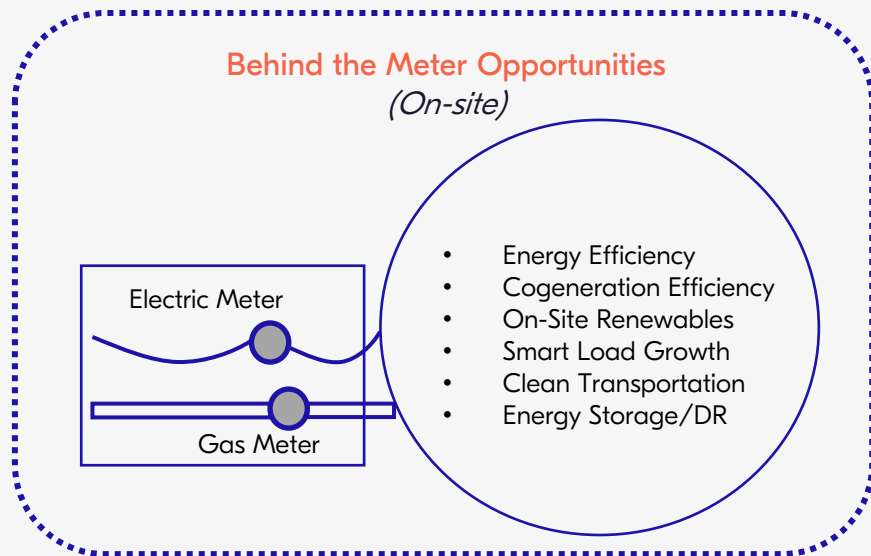 Behind the Meter Opportunities
(On-site)
Electric Meter
Gas Meter
• Energy Efficiency
• Cogeneration Efficiency
• On-Site Renewables
• Smart Load Growth
• Clean Transportation
• Energy Storage/DR